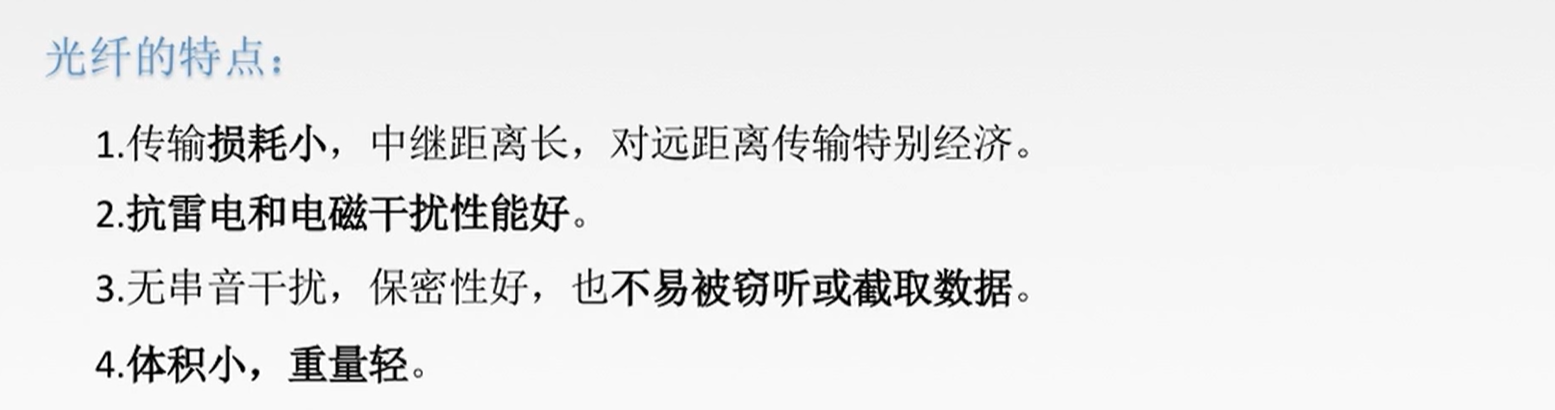 光纤的特点：
1.传输损耗小，中继距离长，对远距离传输特别经济。
2.抗雷电和电磁干扰性能好。
3.无串音干扰，保密性好，也不易被窃听或截取数据。
4.体积小，重量轻。